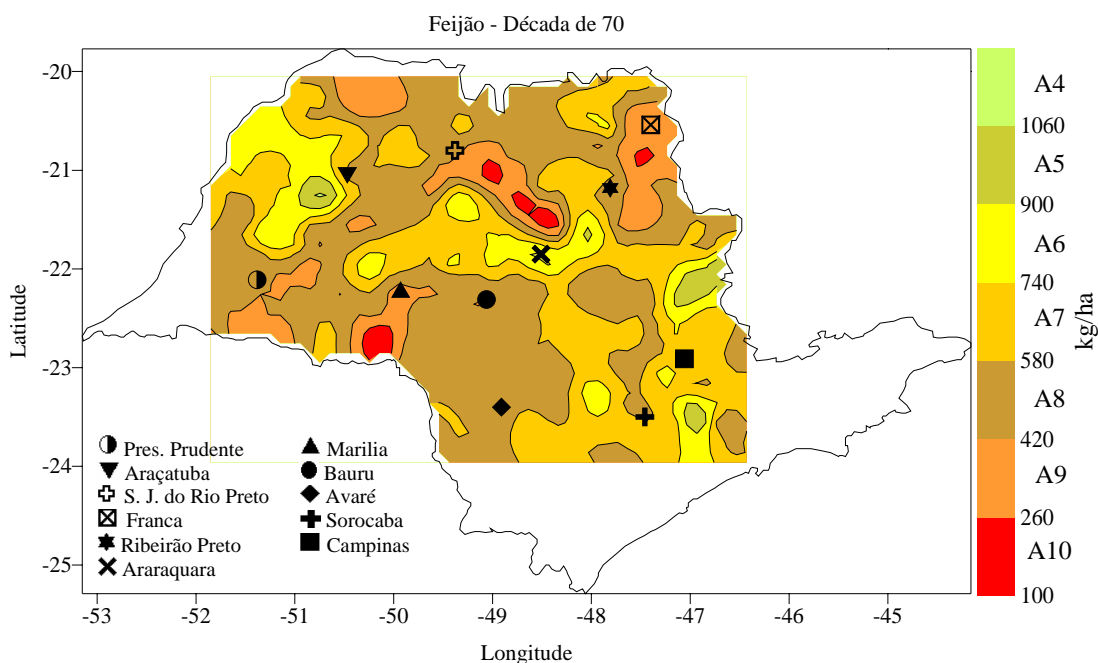 Feijão - Década de 70
-20
-21
-22
-23
-24
-25
Latitude
Pres. Prudente
Araçatuba
S. J. do Rio Preto
Franca
Ribeirão Preto
Araraquara
Marilia
Bauru
Avaré
Sorocaba
Campinas
-53 -52 -51 -50 -49 -48 -47 -46 -45
Longitude
A4
1060
A5
900
A6
740
A7
580
A8
420
A9
260
A10
100
kg/ha